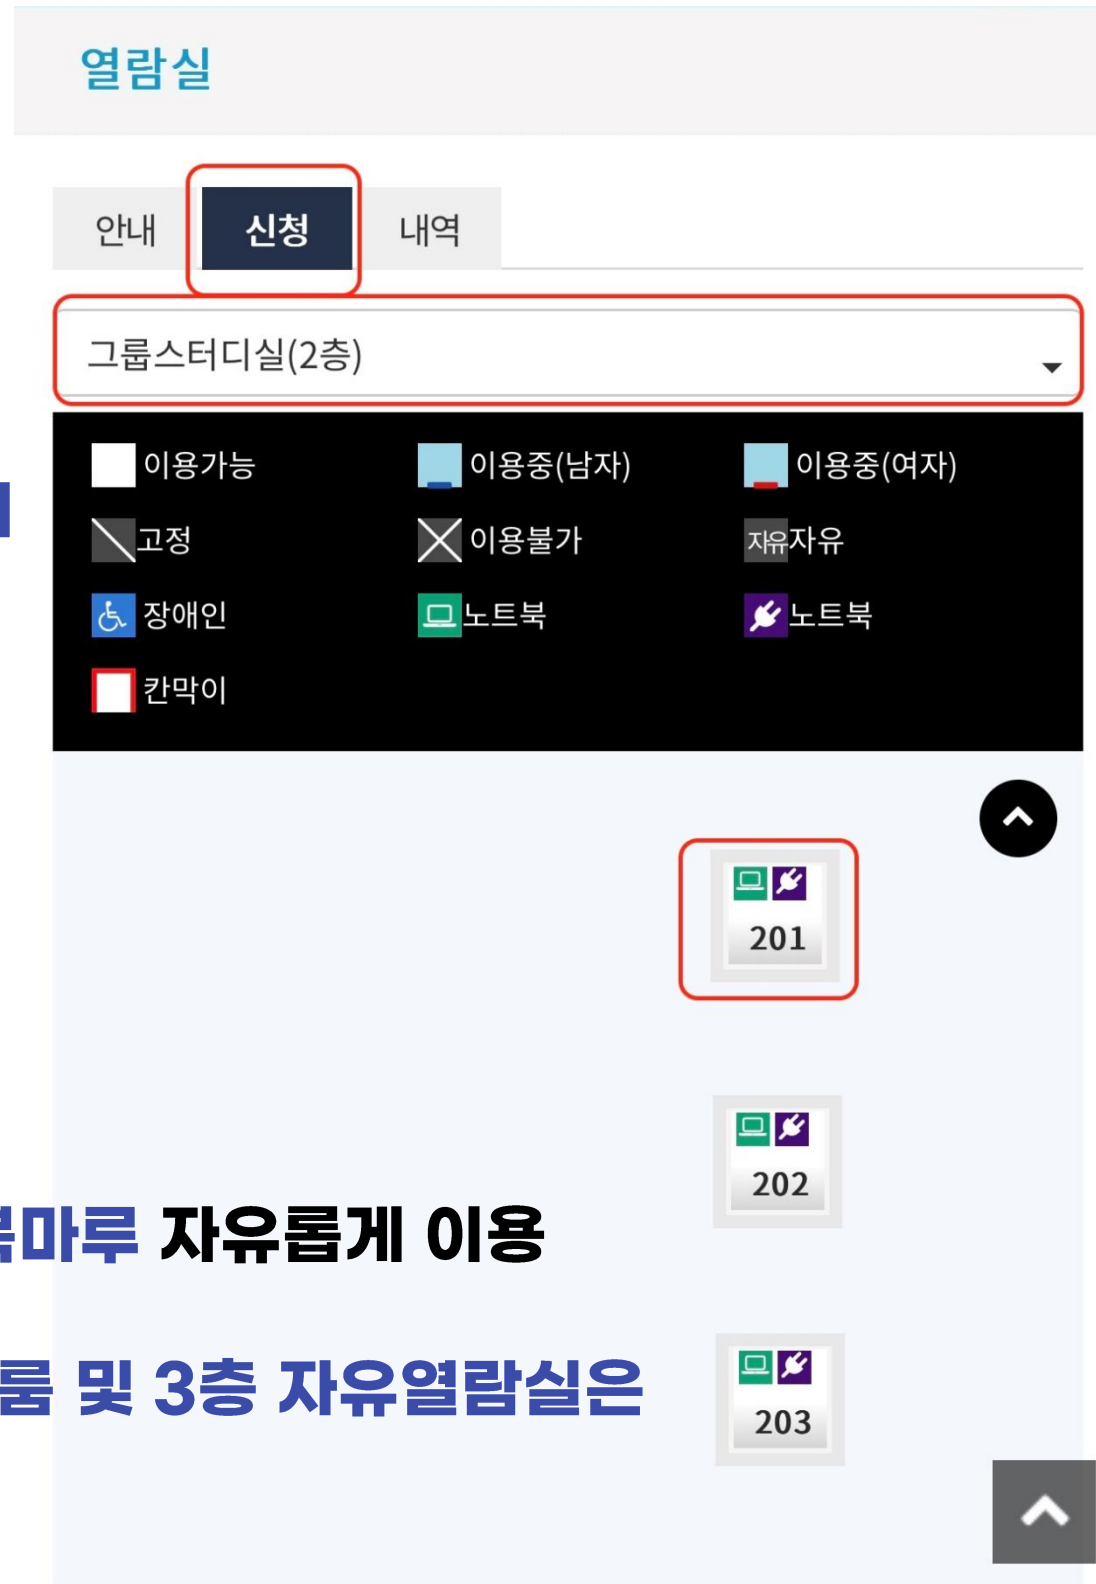 열람실
안내 신청 내역
그룹스터디실(2층)
이용가능 이용중(남자) 이용중(여자)
고정 이용불가 자유 자유
장애인 노트북 노트북
칸막이
201
202
마루 자유롭게 이용
룸 및 3층 자유열람실은
203